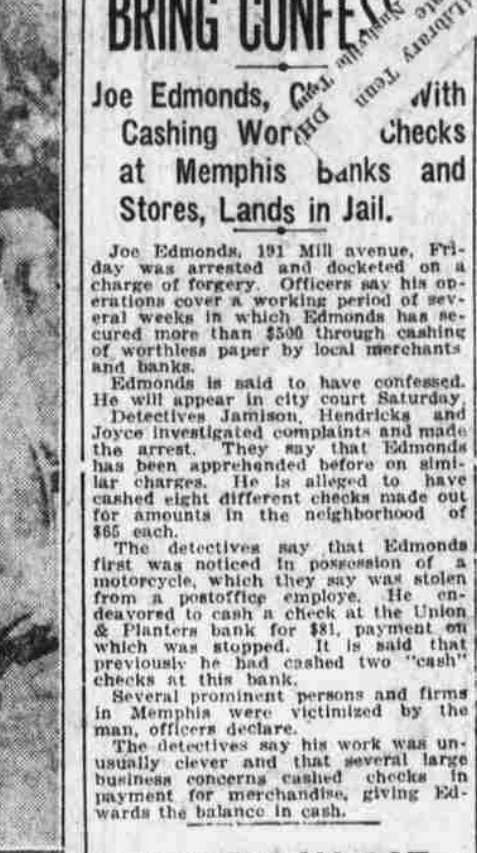 BRING CONFES
Joe Edmonds, With
Cashing Checks
at Memphis Banks and
Stores, Lands in Jail.
Library
Tenn
Nashville
Joe Edmonds, 191 Mill avenue, Fri-
day was arrested and docketed on a
charge of forgery. Officers say his op-
erations cover a working period of sev-
eral weeks in which Edmonds has se-
cured more than $500 through cashing
of worthless paper by local merchants
and banks.
Edmonds is said to have confessed.
He will appear in city court Saturday.
Detectives Jamison, Hendricks and
Joyce investigated complaints and made
the arrest. They say that Edmonds
has been apprehended before on simi-
lar charges. He is alleged to have
cashed eight different checks made out
for amounts in the neighborhood of
$65 each.
The detectives say that Edmonds
first was noticed in possession of a
motorcycle, which they say was stolen
from a postoffice employe. He en-
deavored to cash a check at the Union
& Planters bank for $81, payment on
which was stopped. It is said that
previously he had cashed two "cash"
checks at this bank.
Several prominent persons and firms
in Memphis were victimized by the
man, officers declare.
The detectives say his work was un-
usually clever and that several large
business concerns cashed checks in
payment for merchandise, giving Ed-
wards the balance in cash.